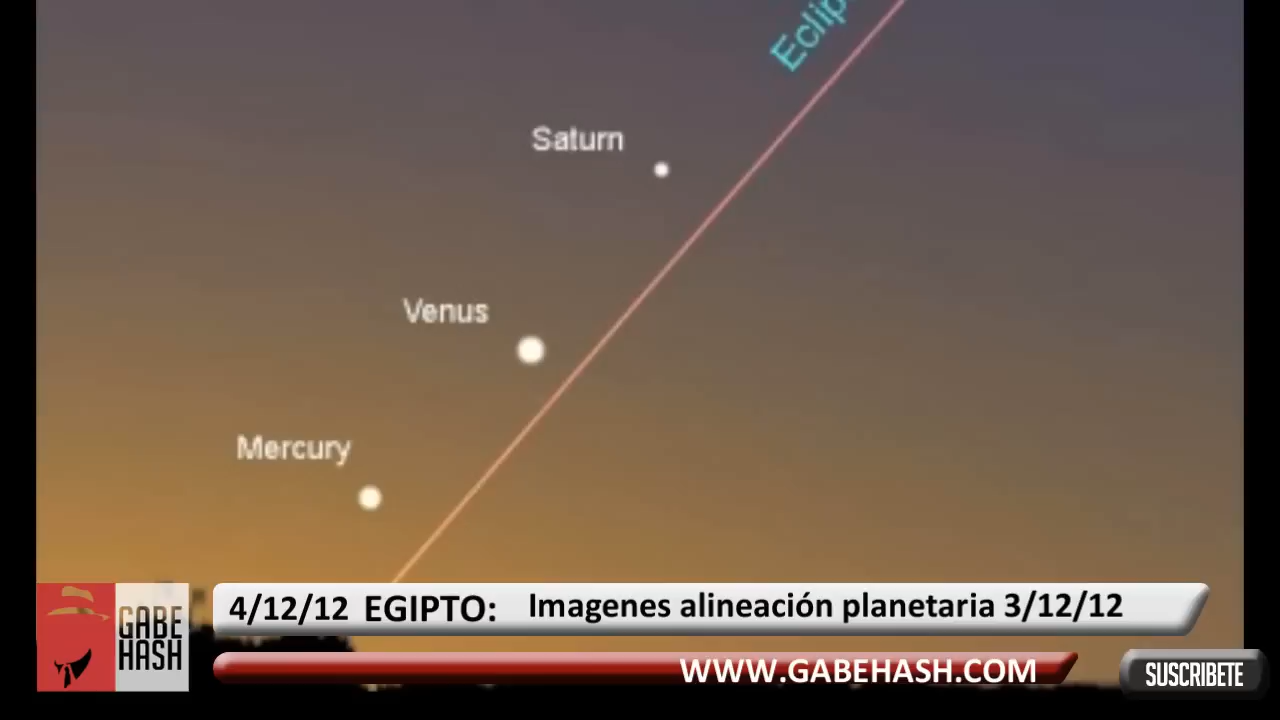 Eclip
Saturn
Venus
Mercury
GABE
HASH
4/12/12 EGIPTO: Imagenes alineación planetaria 3/12/12
WWW.GABEHASH.COM
SUSCRIBETE